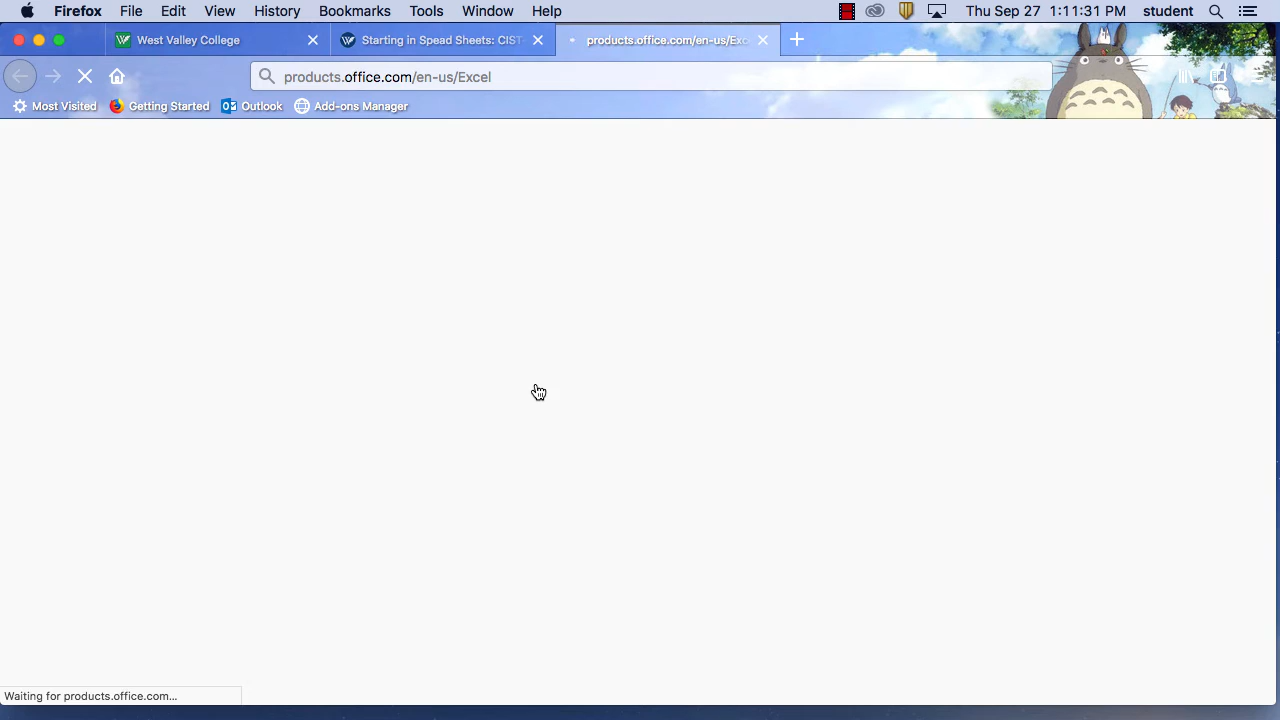 Firefox File Edit View History Bookmarks Tools Window Help Thu Sep 27 1:11:31 PM student
West Valley College Starting in Spead Sheets: CIST products.office.com/en-us/Exc
products.office.com/en-us/Excel
Most Visited Getting Started Outlook Add-ons Manager
Waiting for products.office.com...